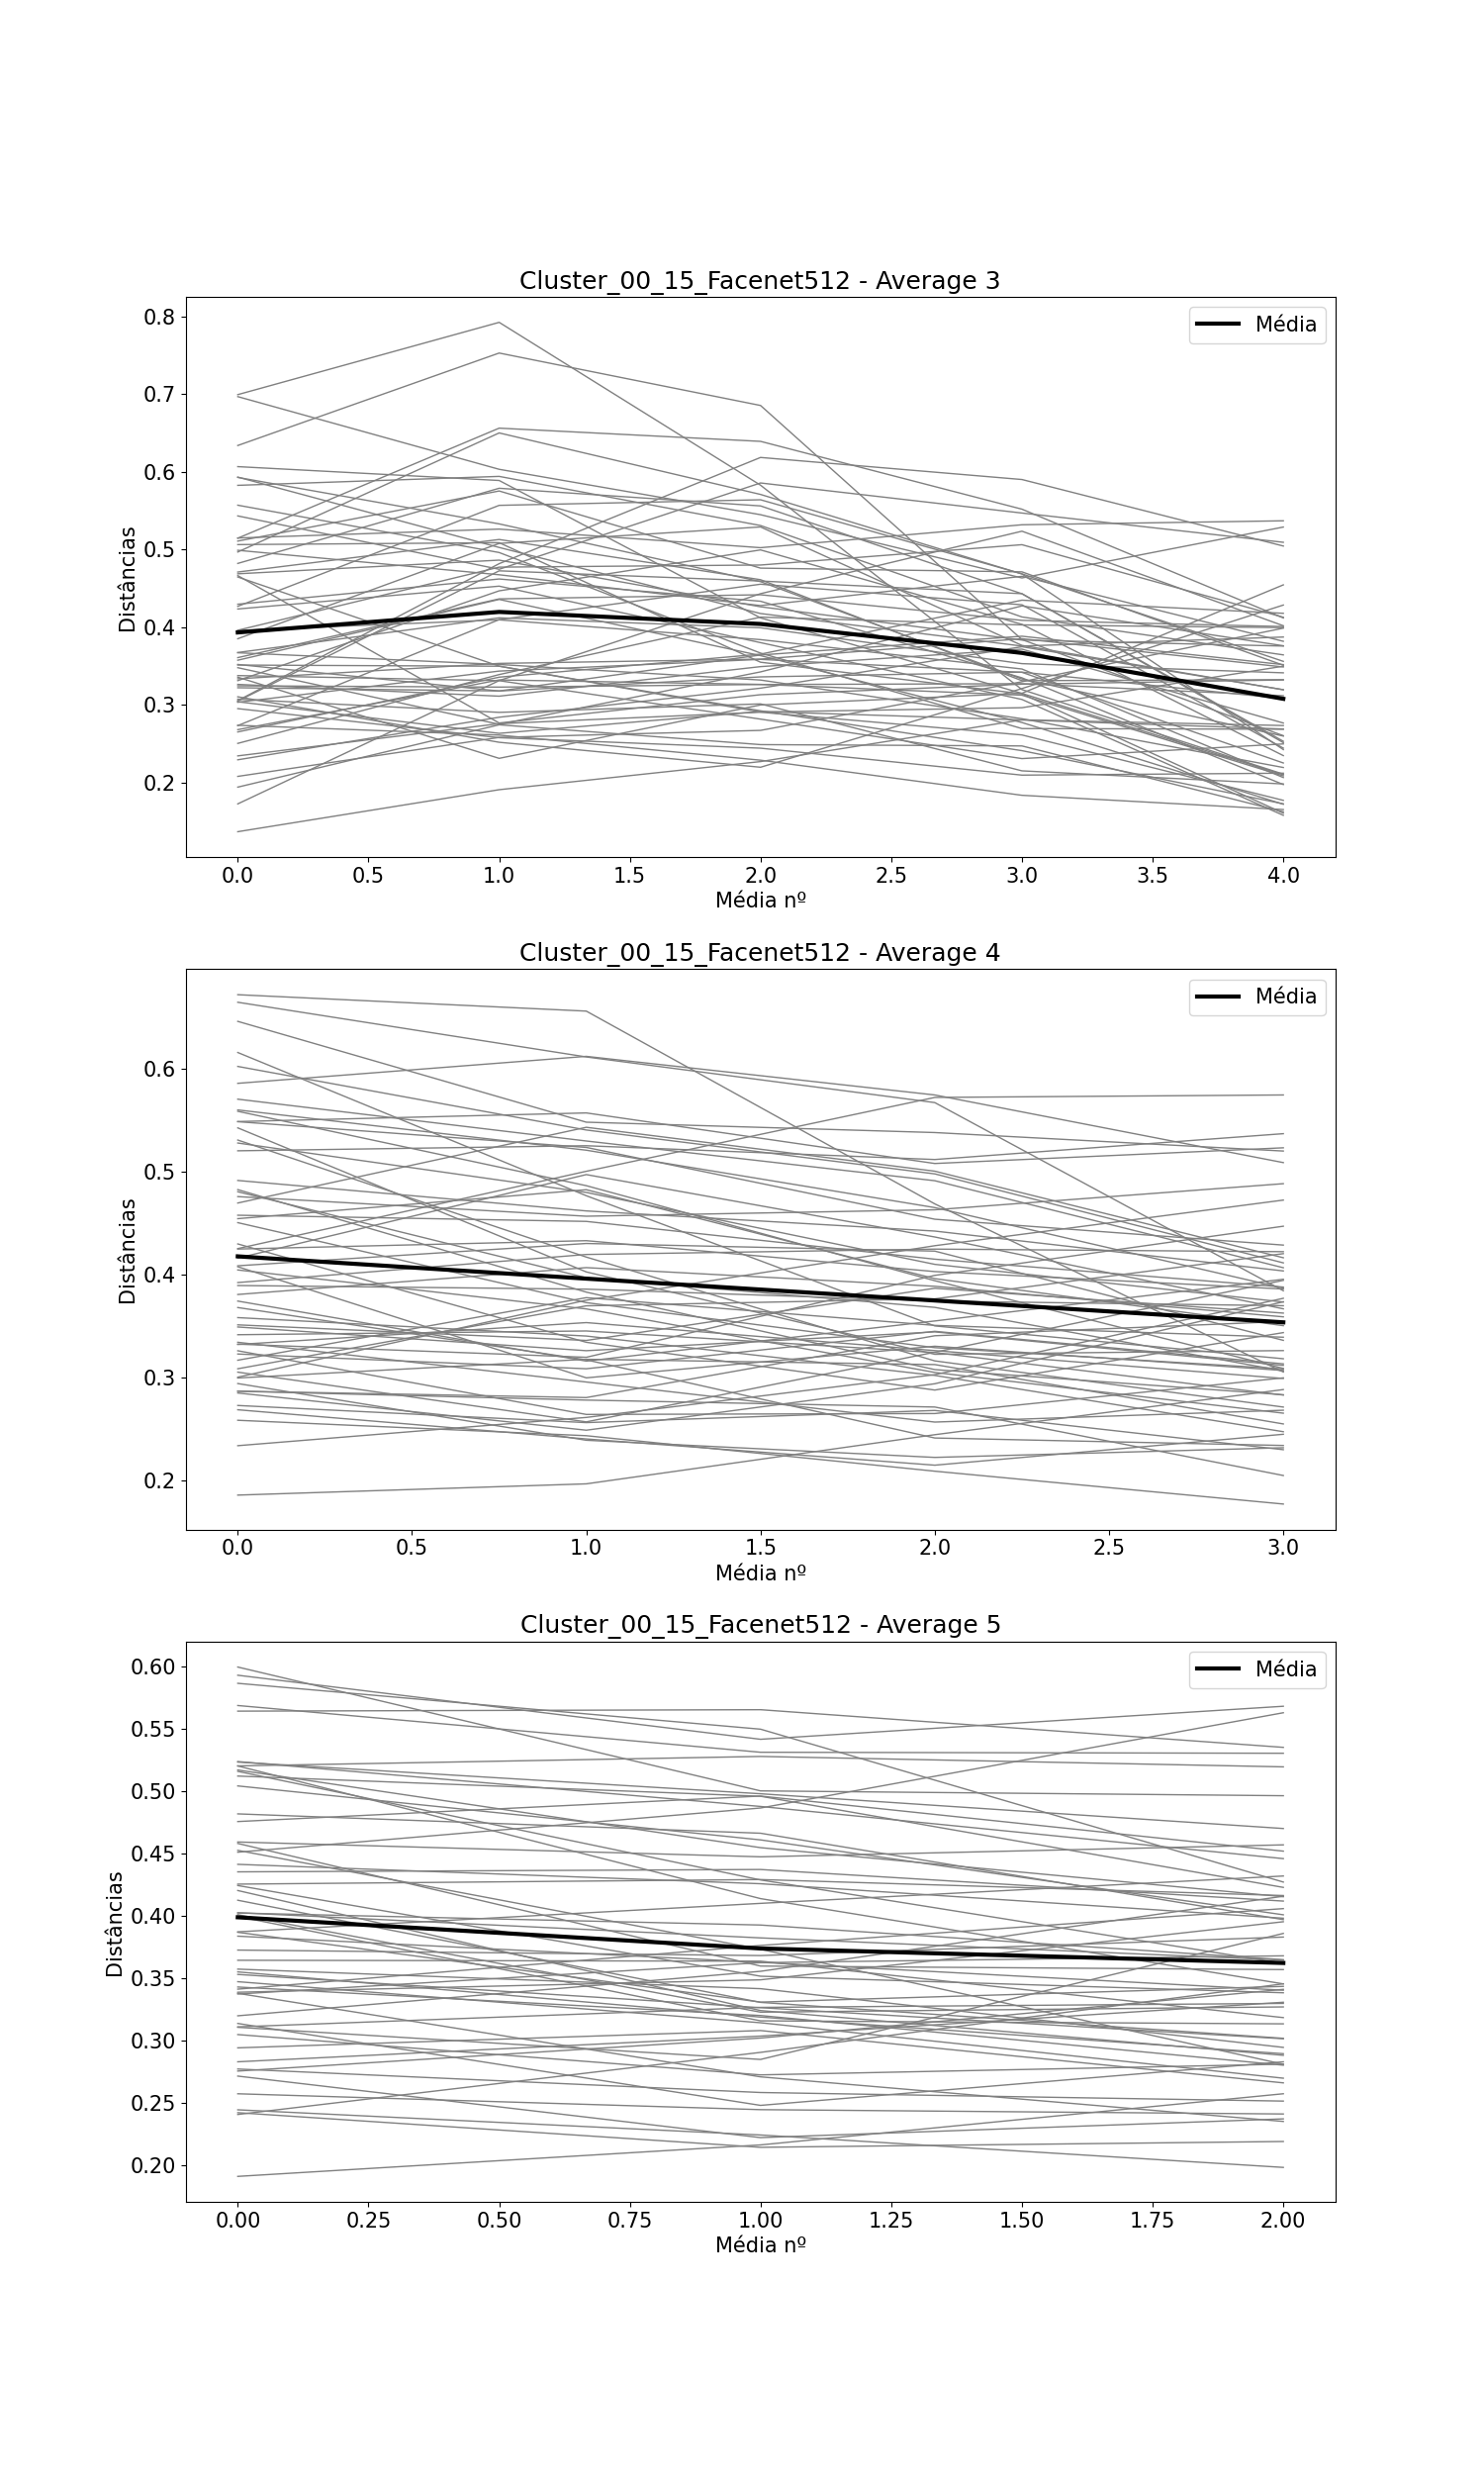 Cluster_00_15_Facenet512 - Average 3
Média
Distâncias
0.8
0.7
0.6
0.5
0.4
0.3
0.2
0.0 0.5 1.0 1.5 2.0 2.5 3.0 3.5 4.0
Média nº
Cluster_00_15_Facenet512 - Average 4
Média
Distâncias
0.6
0.5
0.4
0.3
0.2
0.0 0.5 1.0 1.5 2.0 2.5 3.0
Média nº
Cluster_00_15_Facenet512 - Average 5
Média
Distâncias
0.60
0.55
0.50
0.45
0.40
0.35
0.30
0.25
0.20
0.00 0.25 0.50 0.75 1.00 1.25 1.50 1.75 2.00
Média nº